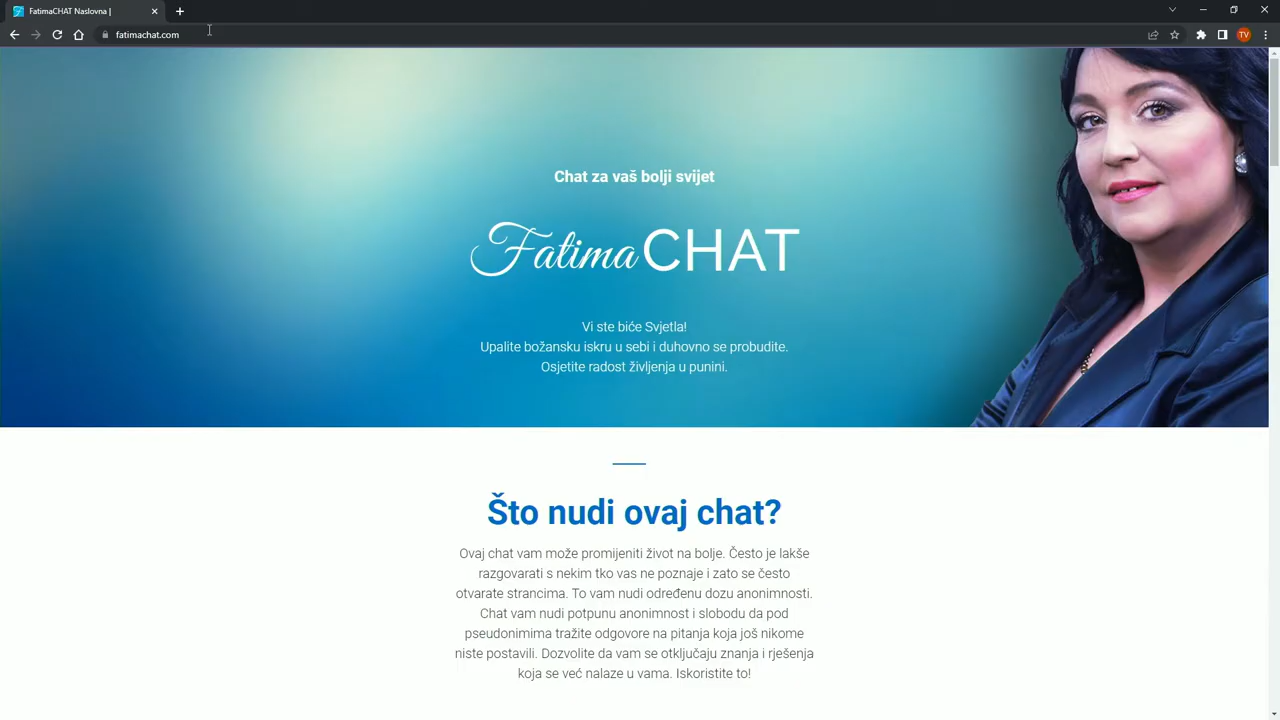 FatimaCHAT Naslovna |
fatimachat.com
TV
Chat za vaš bolji svijet
Fatima CHAT
Vi ste biće Svjetla!
Upalite božansku iskru u sebi i duhovno se probudite.
Osjetite radost življenja u punini.
Što nudi ovaj chat?
Ovaj chat vam može promijeniti život na bolje. Često je lakše
razgovarati s nekim tko vas ne poznaje i zato se često
otvarate strancima. To vam nudi određenu dozu anonimnosti.
Chat vam nudi potpunu anonimnost i slobodu da pod
pseudonimima tražite odgovore na pitanja koja još nikome
niste postavili. Dozvolite da vam se otključaju znanja i rješenja
koja se već nalaze u vama. Iskoristite to!